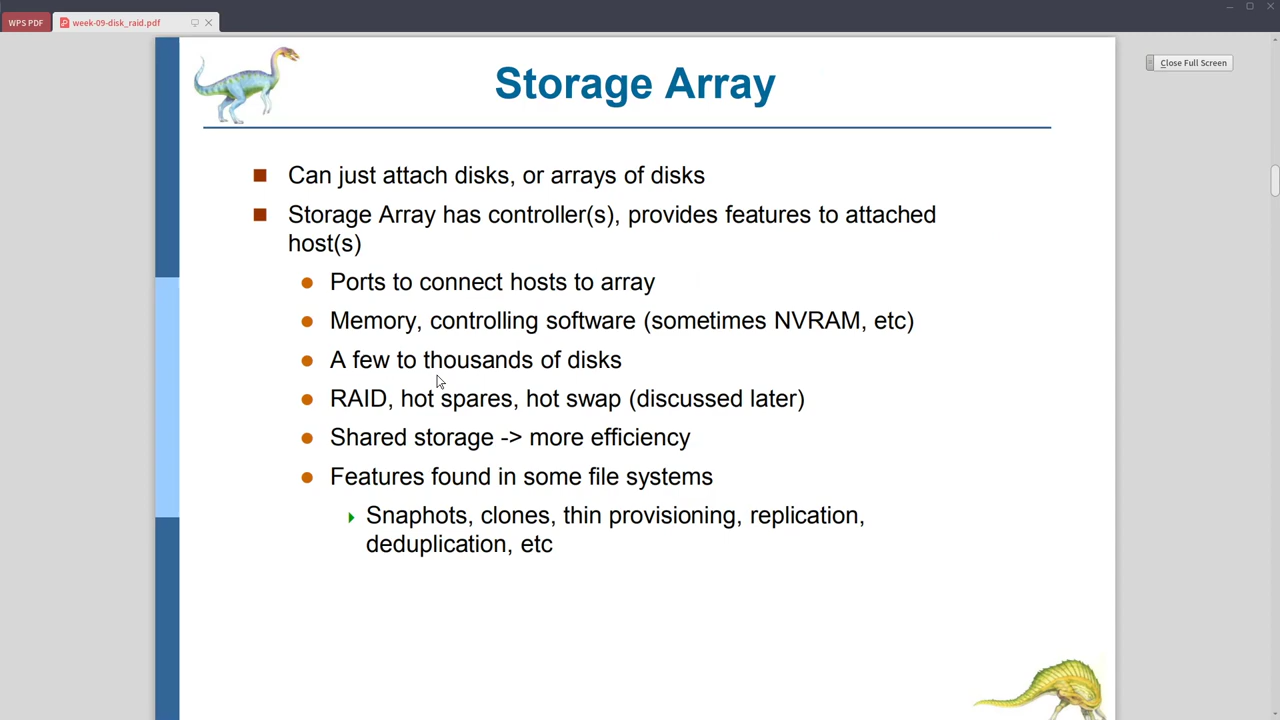 WPS PDF
week-09-disk_raid.pdf
Close Full Screen
Storage Array
Can just attach disks, or arrays of disks
Storage Array has controller(s), provides features to attached
host(s)
Ports to connect hosts to array
Memory, controlling software (sometimes NVRAM, etc)
A few to thousands of disks
RAID, hot spares, hot swap (discussed later)
Shared storage -> more efficiency
Features found in some file systems
Snaphots, clones, thin provisioning, replication,
deduplication, etc